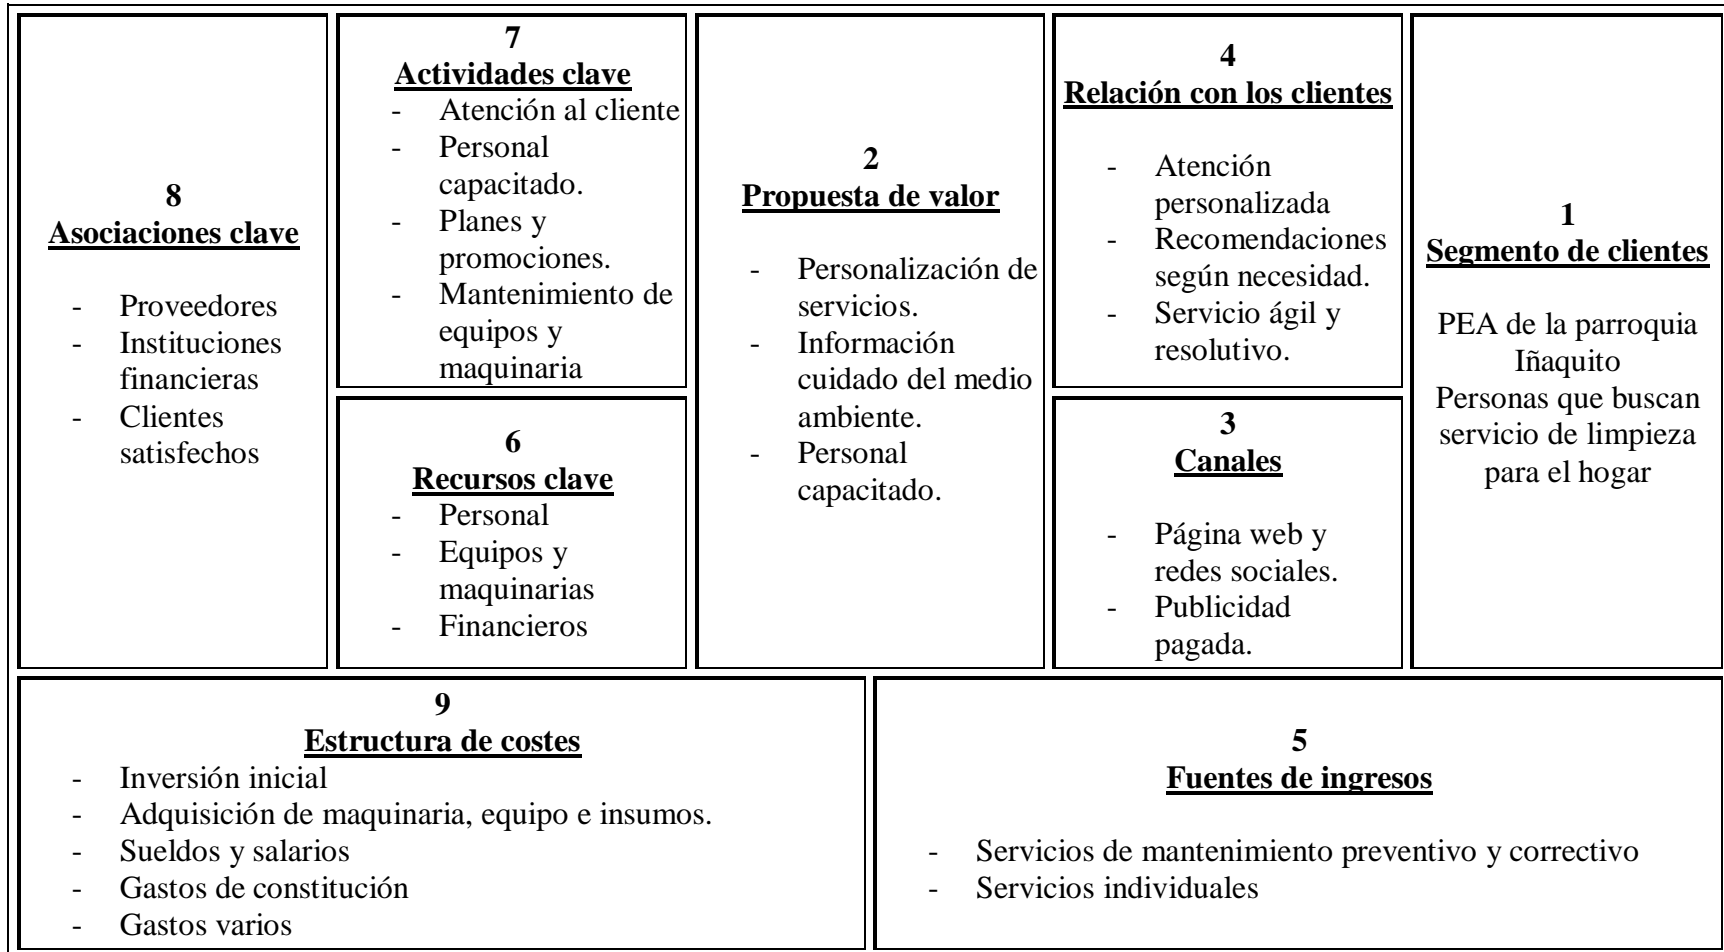 8
Asociaciones clave
- Proveedores
- Instituciones
financieras
- Clientes
satisfechos
7
Actividades clave
- Atención al cliente
- Personal
capacitado.
- Planes y
promociones.
- Mantenimiento de
equipos y
maquinaria
6
Recursos clave
- Personal
- Equipos y
maquinarias
- Financieros
2
Propuesta de valor
- Personalización de
servicios.
- Información
cuidado del medio
ambiente.
- Personal
capacitado.
4
Relación con los clientes
- Atención
personalizada
- Recomendaciones
según necesidad.
- Servicio ágil y
resolutivo.
3
Canales
- Página web y
redes sociales.
- Publicidad
pagada.
1
Segmento de clientes
PEA de la parroquia
Iñaquito
Personas que buscan
servicio de limpieza
para el hogar
9
Estructura de costes
- Inversión inicial
- Adquisición de maquinaria, equipo e insumos.
- Sueldos y salarios
- Gastos de constitución
- Gastos varios
5
Fuentes de ingresos
- Servicios de mantenimiento preventivo y correctivo
- Servicios individuales